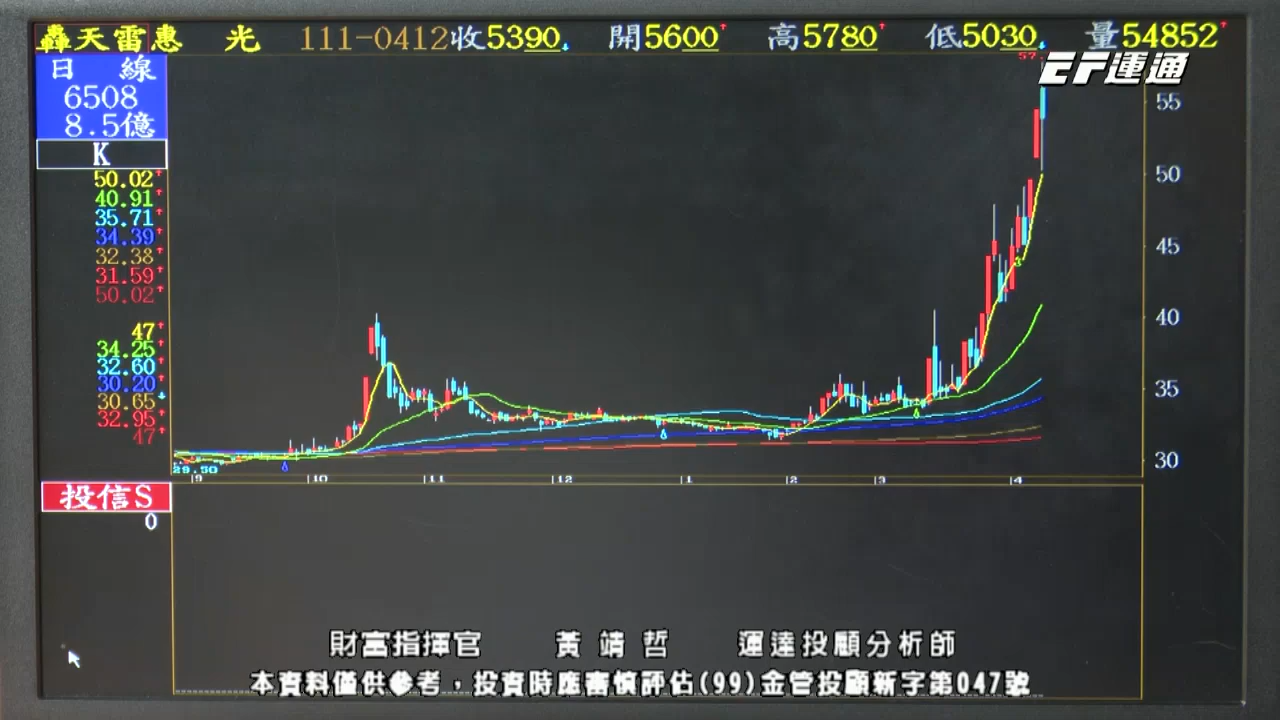 轟天雷惠 光 111-0412收5390 開5600 高5780 低5030 量54852
EF運通
日 線
6508
8.5億
K
50.02
40.91
35.71
34.39
32.38
31.59
50.02
47
34.25
32.60
30.20
30.65
32.95
47
55
50
45
40
35
30
29.50
9 10 11 12 1 2 3 4
投信S
0
財富指揮官 黃靖哲 運達投顧分析師
本資料僅供參考，投資時應審慎評估(99)金管投顧新字第047號